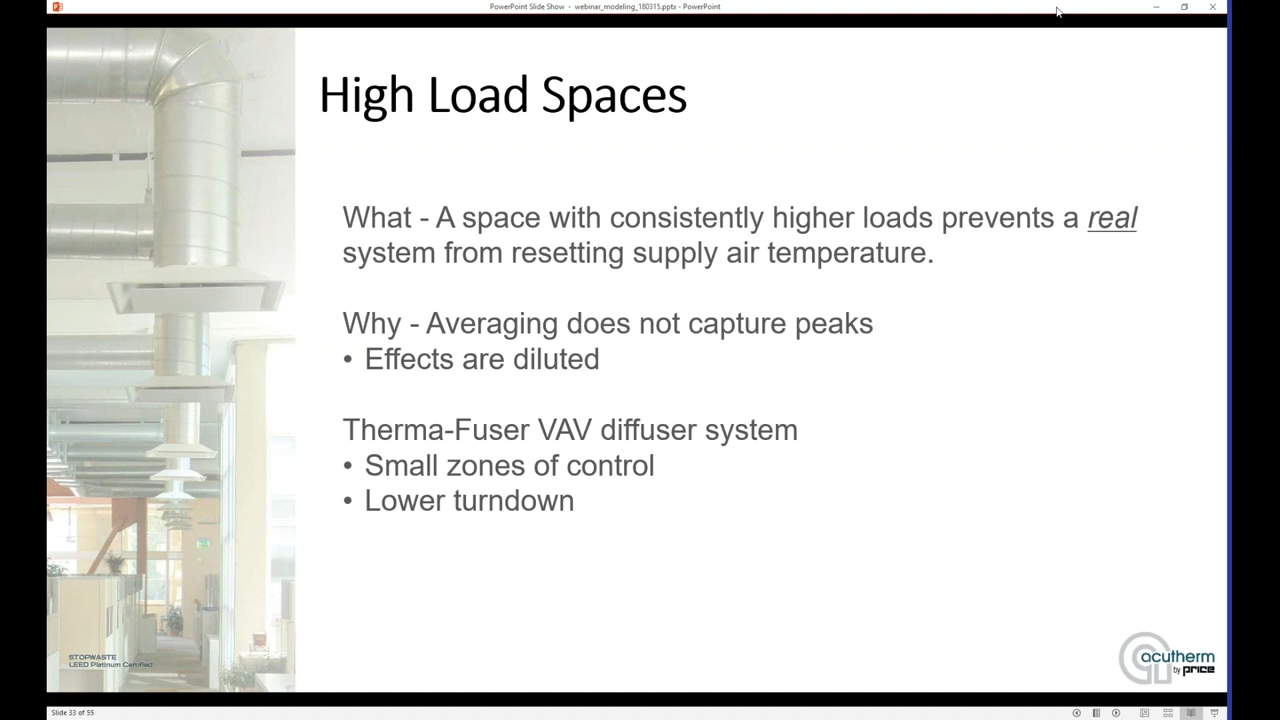 PowerPoint Slide Show - webinar_modeling_180315.pptx - PowerPoint
High Load Spaces
What - A space with consistently higher loads prevents a real
system from resetting supply air temperature.
Why - Averaging does not capture peaks
• Effects are diluted
Therma-Fuser VAV diffuser system
• Small zones of control
• Lower turndown
STOPWASTE
LEED Platinum Certified
acutherm
by price
Slide 33 of 55